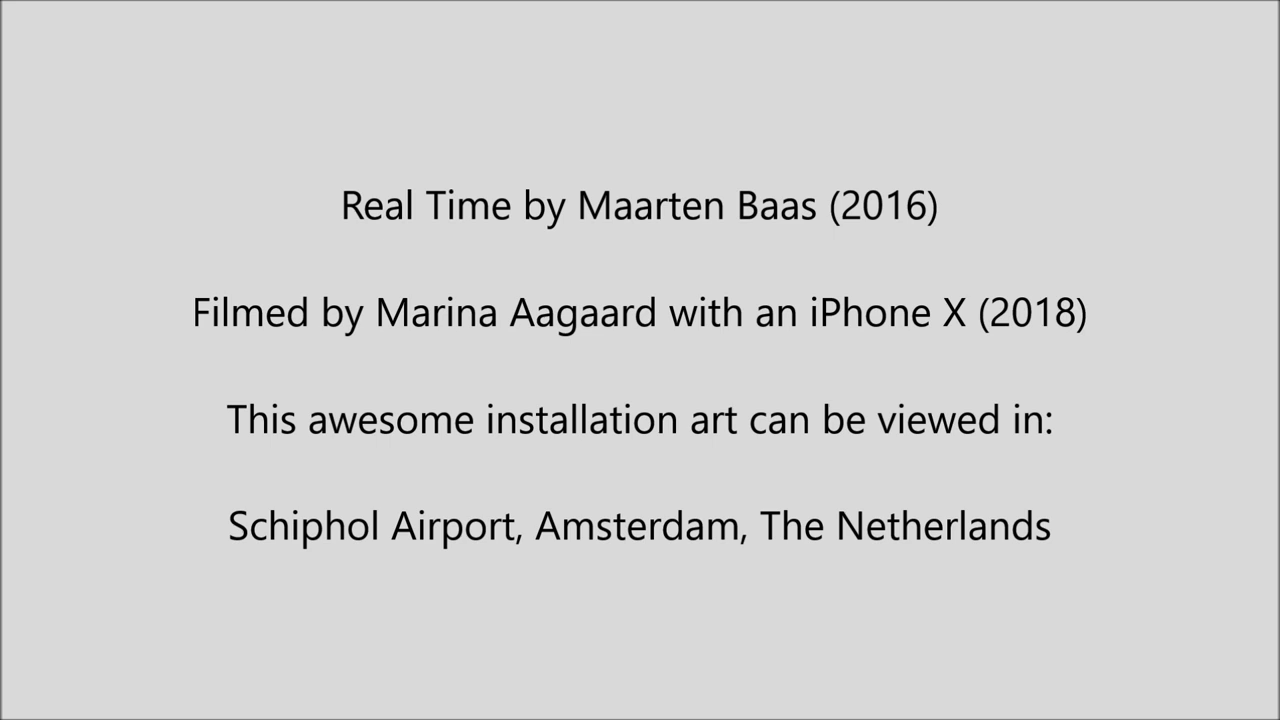 Real Time by Maarten Baas (2016)
Filmed by Marina Aagaard with an iPhone X (2018)
This awesome installation art can be viewed in:
Schiphol Airport, Amsterdam, The Netherlands